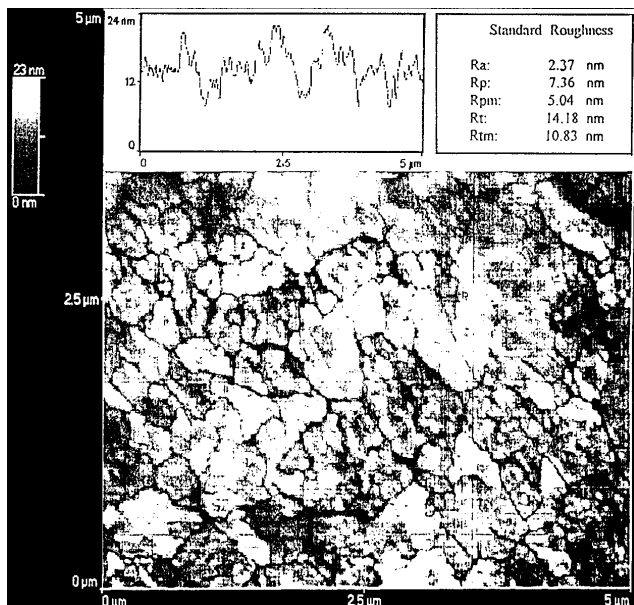 5 µm
24 nm
12
0
0
2.5
5 µm
Standard Roughness
Ra: 2.37 nm
Rp: 7.36 nm
Rpm: 5.04 nm
Rt: 14.18 nm
Rtm: 10.83 nm
23 nm
0 nm
2.5 µm
0 µm
0 µm
2.5 µm
5 µm